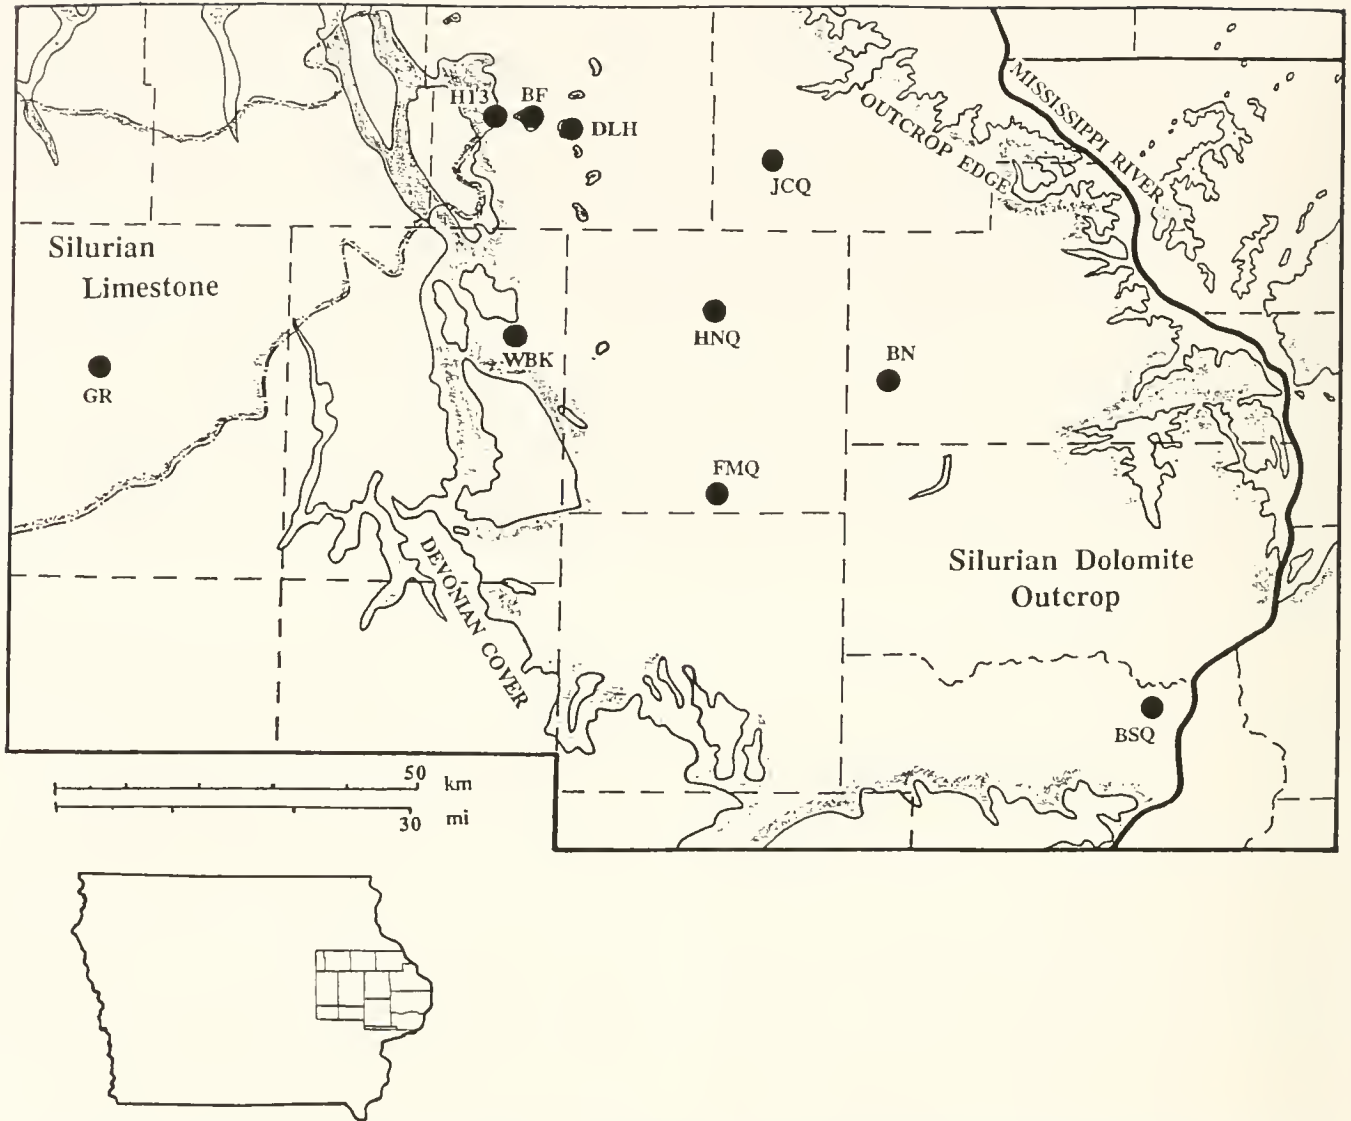 H13
BF
DLH
MISSISSIPPI RIVER
OUTCROP EDGE
JCQ
Silurian
Limestone
GR
WBK
HNQ
BN
FMQ
DEVONIAN COVER
Silurian Dolomite
Outcrop
BSQ
50 km
30 mi